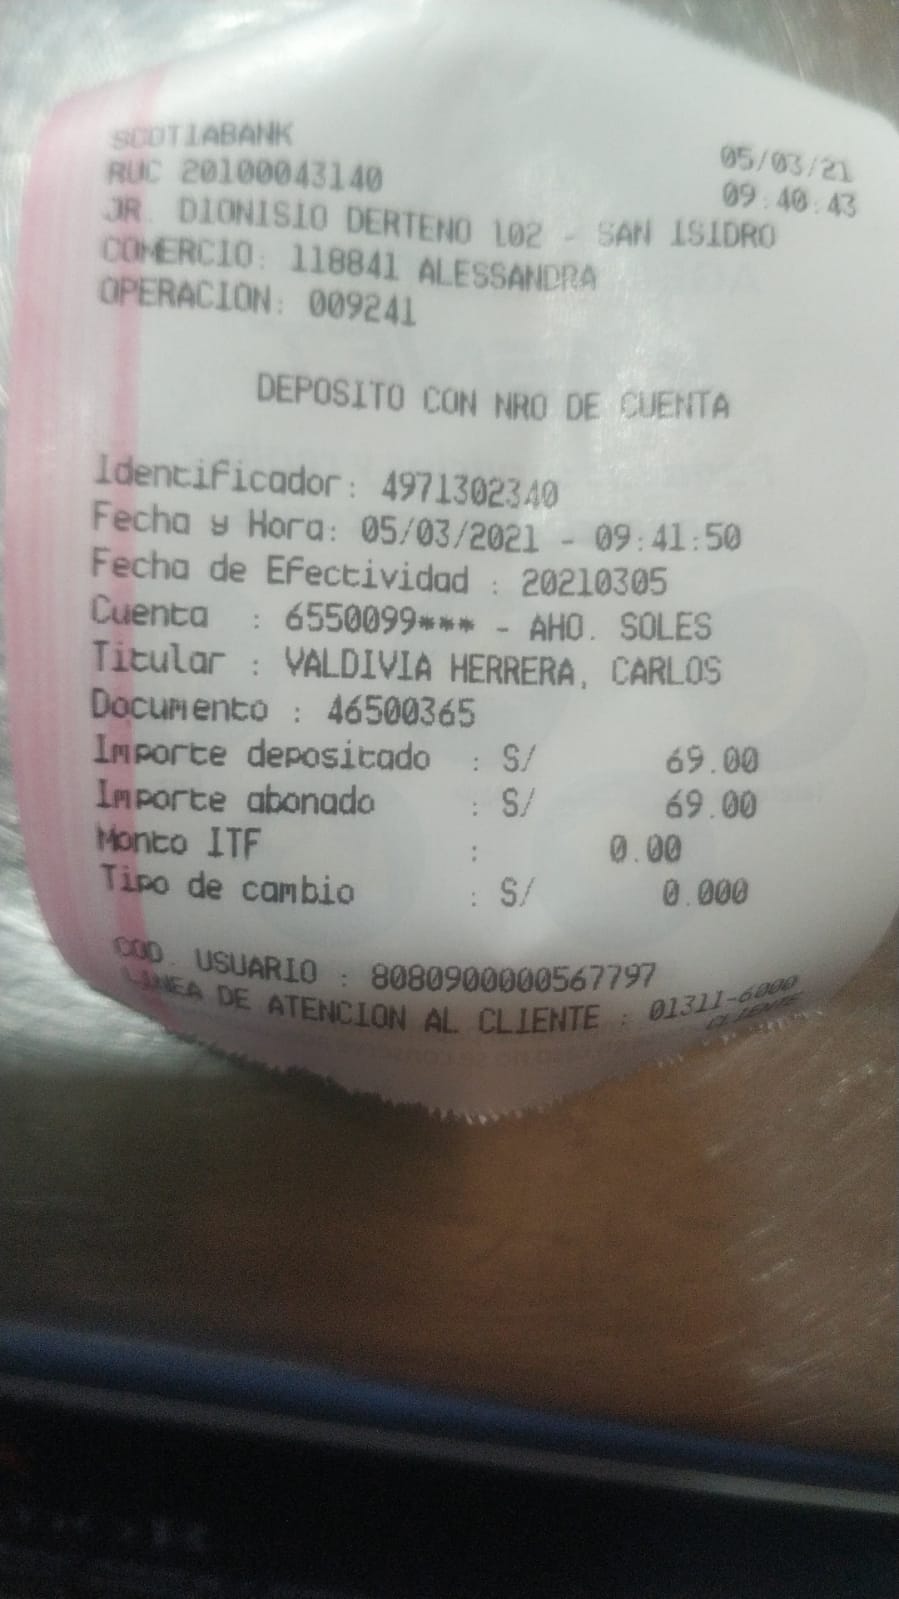 SCOTIABANK
RUC 20100043140 05/03/21
09:40:43
JR. DIONISIO DERTENO 102 - SAN ISIDRO
COMERCIO: 118841 ALESSANDRA
OPERACION: 009241
DEPOSITO CON NRO DE CUENTA
Identificador: 4971302340
Fecha y Hora: 05/03/2021 - 09:41:50
Fecha de Efectividad : 20210305
Cuenta : 6550099*** - AHO. SOLES
Titular : VALDIVIA HERRERA, CARLOS
Documento : 46500365
Importe depositado : S/ 69.00
Importe abonado : S/ 69.00
Monto ITF : 0.00
Tipo de cambio : S/ 0.000
COD. USUARIO : 8080900000567797
LINEA DE ATENCION AL CLIENTE : 01311-6000
CLIENTE